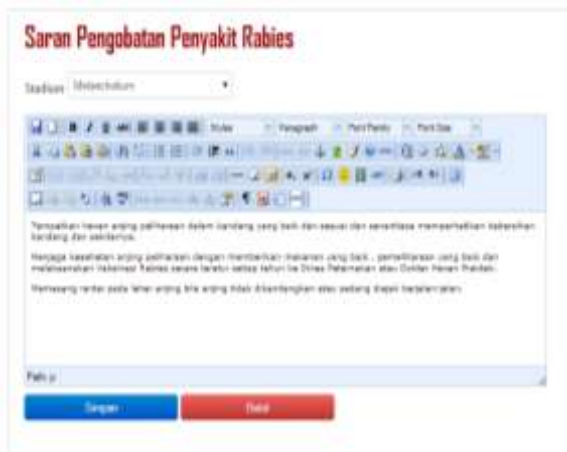 Saran Pengobatan Penyakit Rabies
Stadium
Styles Paragraph Font Family Font Size
Tempatkan hewan anjing peliharaan dalam kandang yang baik dan sesuai dan senantiasa memperhatikan kebersihan
kandang dan sekitarnya.
Menjaga kesehatan anjing peliharaan dengan memberikan makanan yang baik , pemeliharaan yang baik dan
melaksanakan Vaksinasi Rabies secara teratur setiap tahun ke Dinas Peternakan atau Dokter Hewan Praktek.
Memasang rantai pada leher anjing bila anjing tidak dikandangkan atau sedang diajak berjalan-jalan.
Path: p
Simpan Batal